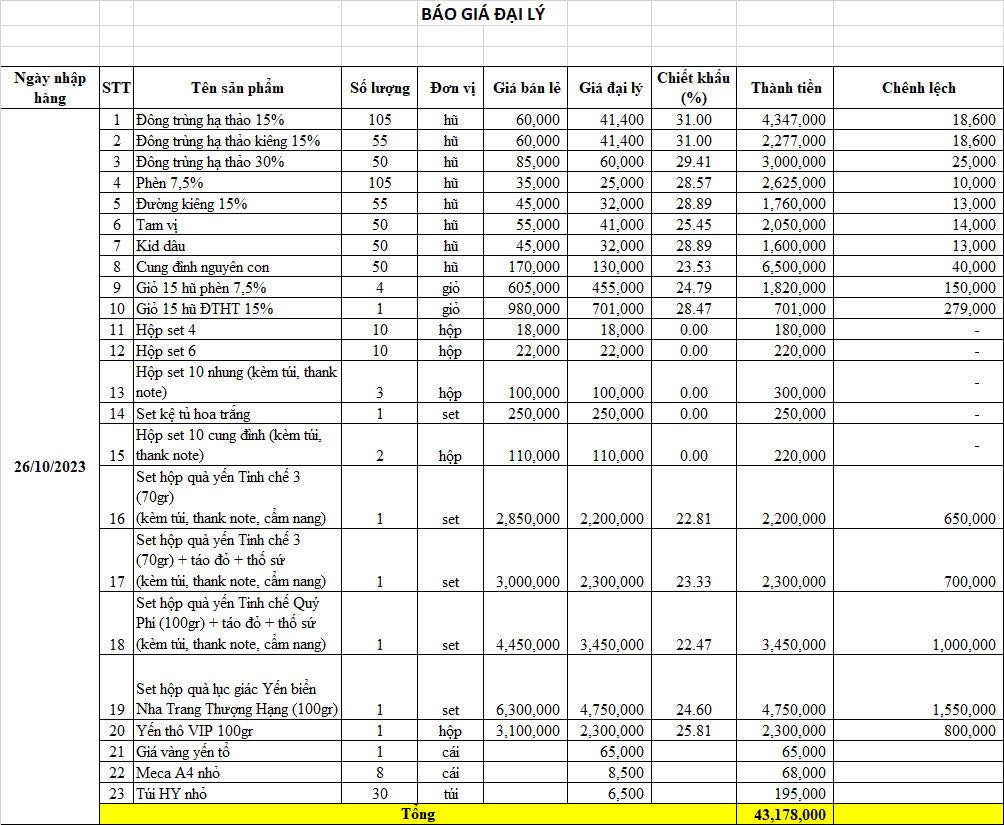 BÁO GIÁ ĐẠI LÝ
Ngày nhập hàng STT Tên sản phẩm Số lượng Đơn vị Giá bán lẻ Giá đại lý Chiết khấu (%) Thành tiền Chênh lệch
26/10/2023
1 Đông trùng hạ thảo 15% 105 hũ 60,000 41,400 31.00 4,347,000 18,600
2 Đông trùng hạ thảo kiêng 15% 55 hũ 60,000 41,400 31.00 2,277,000 18,600
3 Đông trùng hạ thảo 30% 50 hũ 85,000 60,000 29.41 3,000,000 25,000
4 Phèn 7,5% 105 hũ 35,000 25,000 28.57 2,625,000 10,000
5 Đường kiêng 15% 55 hũ 45,000 32,000 28.89 1,760,000 13,000
6 Tam vị 50 hũ 55,000 41,000 25.45 2,050,000 14,000
7 Kid dâu 50 hũ 45,000 32,000 28.89 1,600,000 13,000
8 Cung đình nguyên con 50 hũ 170,000 130,000 23.53 6,500,000 40,000
9 Giỏ 15 hũ phèn 7,5% 4 giỏ 605,000 455,000 24.79 1,820,000 150,000
10 Giỏ 15 hũ ĐTHT 15% 1 giỏ 980,000 701,000 28.47 701,000 279,000
11 Hộp set 4 10 hộp 18,000 18,000 0.00 180,000 -
12 Hộp set 6 10 hộp 22,000 22,000 0.00 220,000 -
Hộp set 10 nhung (kèm túi, thank
13 note) 3 hộp 100,000 100,000 0.00 300,000 -
14 Set kệ tủ hoa trắng 1 set 250,000 250,000 0.00 250,000 -
Hộp set 10 cung đình (kèm túi,
15 thank note) 2 hộp 110,000 110,000 0.00 220,000 -
Set hộp quà yến Tinh chế 3
(70gr)
16 (kèm túi, thank note, cẩm nang) 1 set 2,850,000 2,200,000 22.81 2,200,000 650,000
Set hộp quà yến Tinh chế 3
(70gr) + táo đỏ + thố sứ
17 (kèm túi, thank note, cẩm nang) 1 set 3,000,000 2,300,000 23.33 2,300,000 700,000
Set hộp quà yến Tinh chế Quý
Phi (100gr) + táo đỏ + thố sứ
18 (kèm túi, thank note, cẩm nang) 1 set 4,450,000 3,450,000 22.47 3,450,000 1,000,000
Set hộp quà lục giác Yến biển
19 Nha Trang Thượng Hạng (100gr) 1 set 6,300,000 4,750,000 24.60 4,750,000 1,550,000
20 Yến thô VIP 100gr 1 hộp 3,100,000 2,300,000 25.81 2,300,000 800,000
21 Giá vàng yến tổ 1 cái 65,000 65,000
22 Meca A4 nhỏ 8 cái 8,500 68,000
23 Túi HY nhỏ 30 túi 6,500 195,000
Tổng 43,178,000